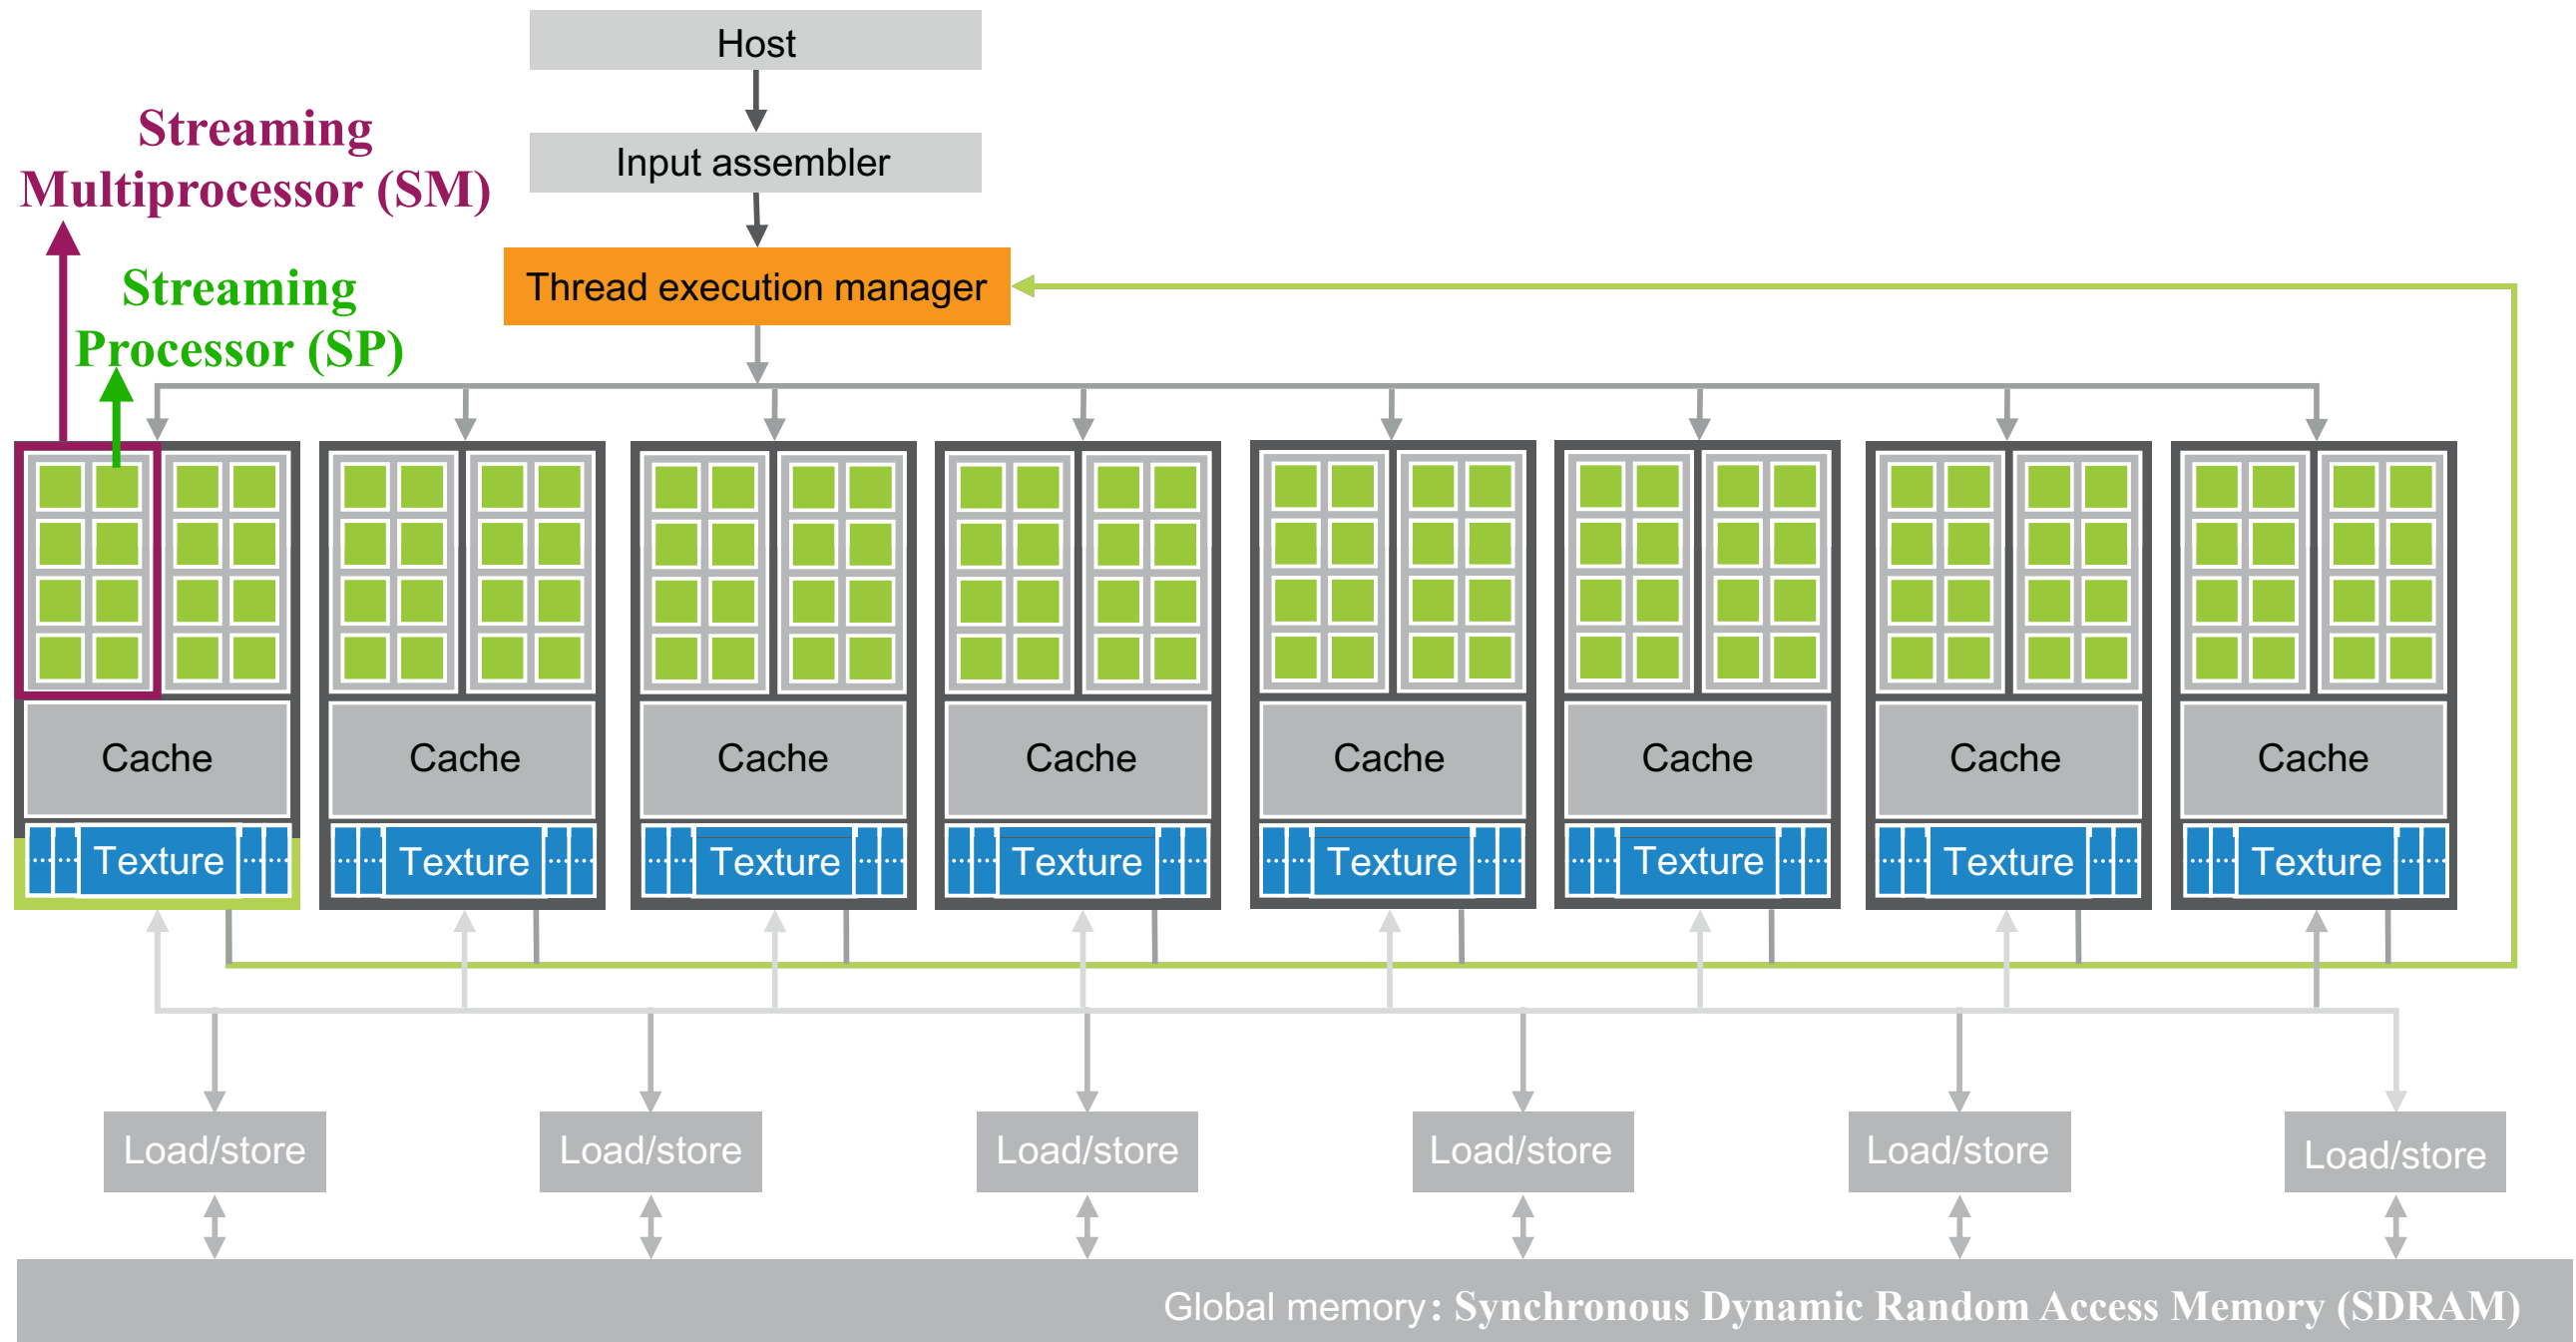 Host
Input assembler
Streaming
Multiprocessor (SM)
Thread execution manager
Streaming
Processor (SP)
Cache
Cache
Cache
Cache
Cache
Cache
Cache
Cache
Texture
Texture
Texture
Texture
Texture
Texture
Texture
Texture
Load/store
Load/store
Load/store
Load/store
Load/store
Load/store
Global memory: Synchronous Dynamic Random Access Memory (SDRAM)